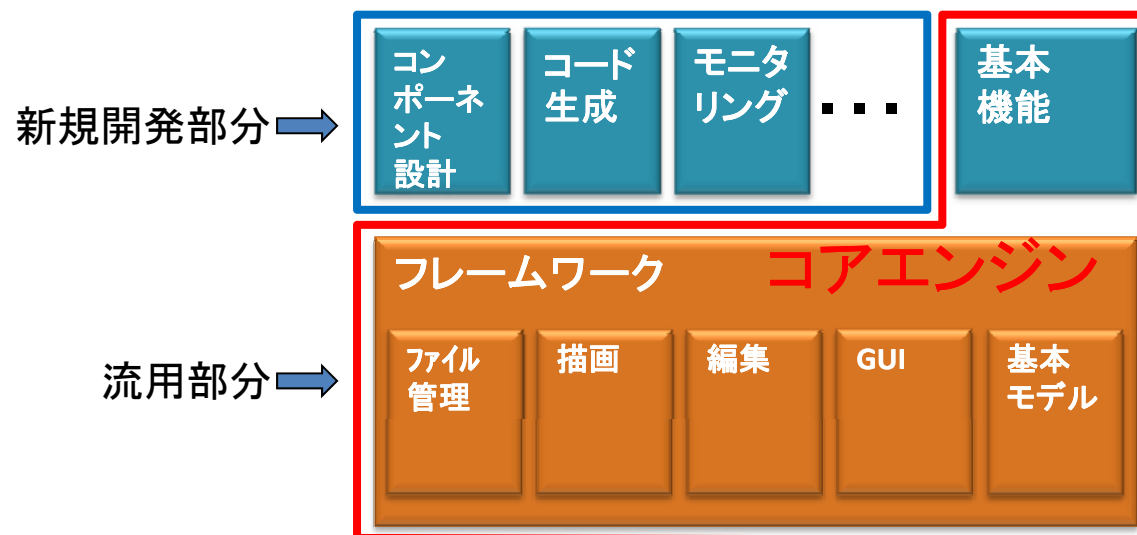 コン
ポーネ
ント
設計
コード
生成
モニタ
リング
・・・
基本
機能
新規開発部分
フレームワーク
コアエンジン
ファイル
管理
描画
編集
GUI
基本
モデル
流用部分